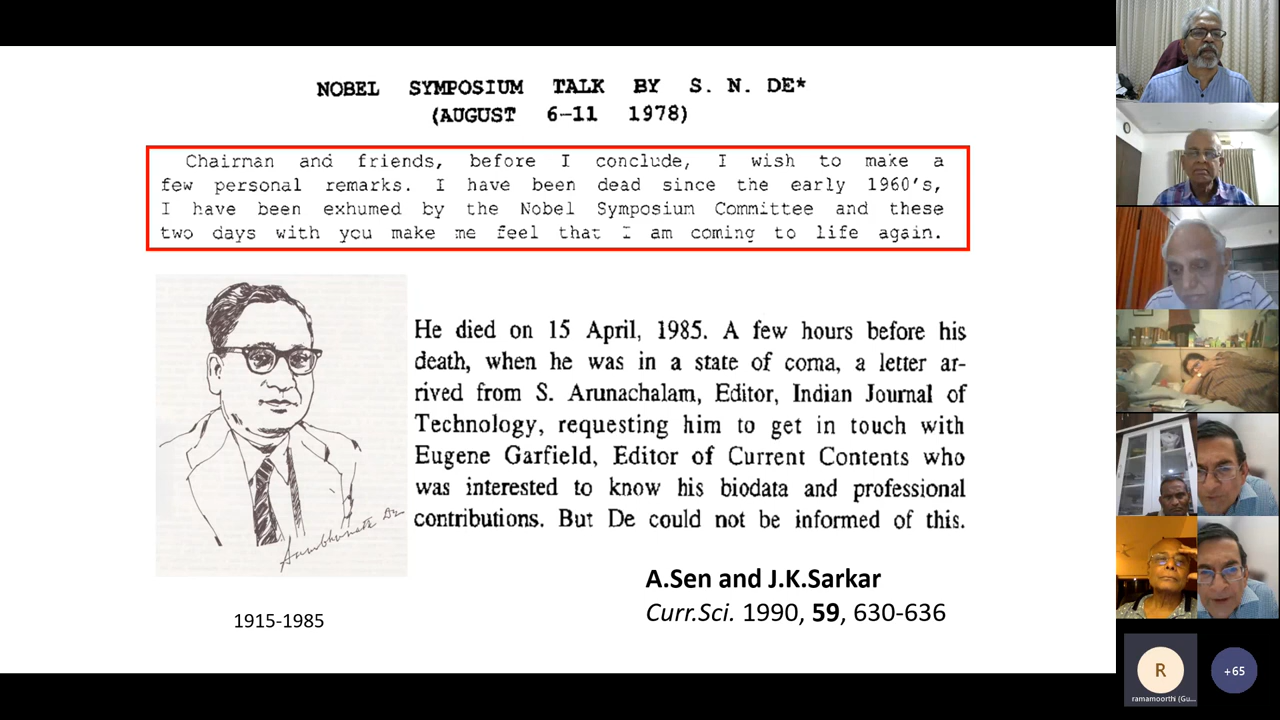 NOBEL SYMPOSIUM TALK BY S. N. DE*
(AUGUST 6-11 1978)
Chairman and friends, before I conclude, I wish to make a
few personal remarks. I have been dead since the early 1960's,
I have been exhumed by the Nobel Symposium Committee and these
two days with you make me feel that I am coming to life again.
He died on 15 April, 1985. A few hours before his
death, when he was in a state of coma, a letter ar-
rived from S. Arunachalam, Editor, Indian Journal of
Technology, requesting him to get in touch with
Eugene Garfield, Editor of Current Contents who
was interested to know his biodata and professional
contributions. But De could not be informed of this.
A.Sen and J.K.Sarkar
Curr.Sci. 1990, 59, 630-636
1915-1985
R
ramamoorthi (Gu...
+65